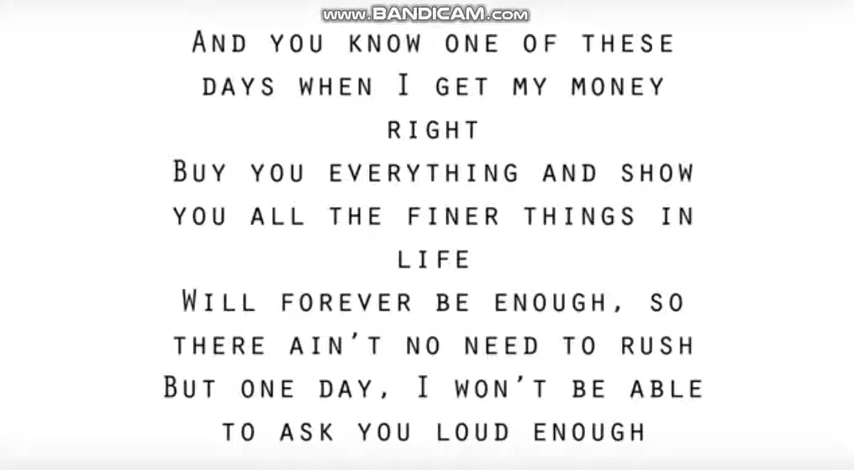 www.BANDICAM.com
AND YOU KNOW ONE OF THESE
DAYS WHEN I GET MY MONEY
RIGHT
BUY YOU EVERYTHING AND SHOW
YOU ALL THE FINER THINGS IN
LIFE
WILL FOREVER BE ENOUGH, SO
THERE AIN'T NO NEED TO RUSH
BUT ONE DAY, I WON'T BE ABLE
TO ASK YOU LOUD ENOUGH